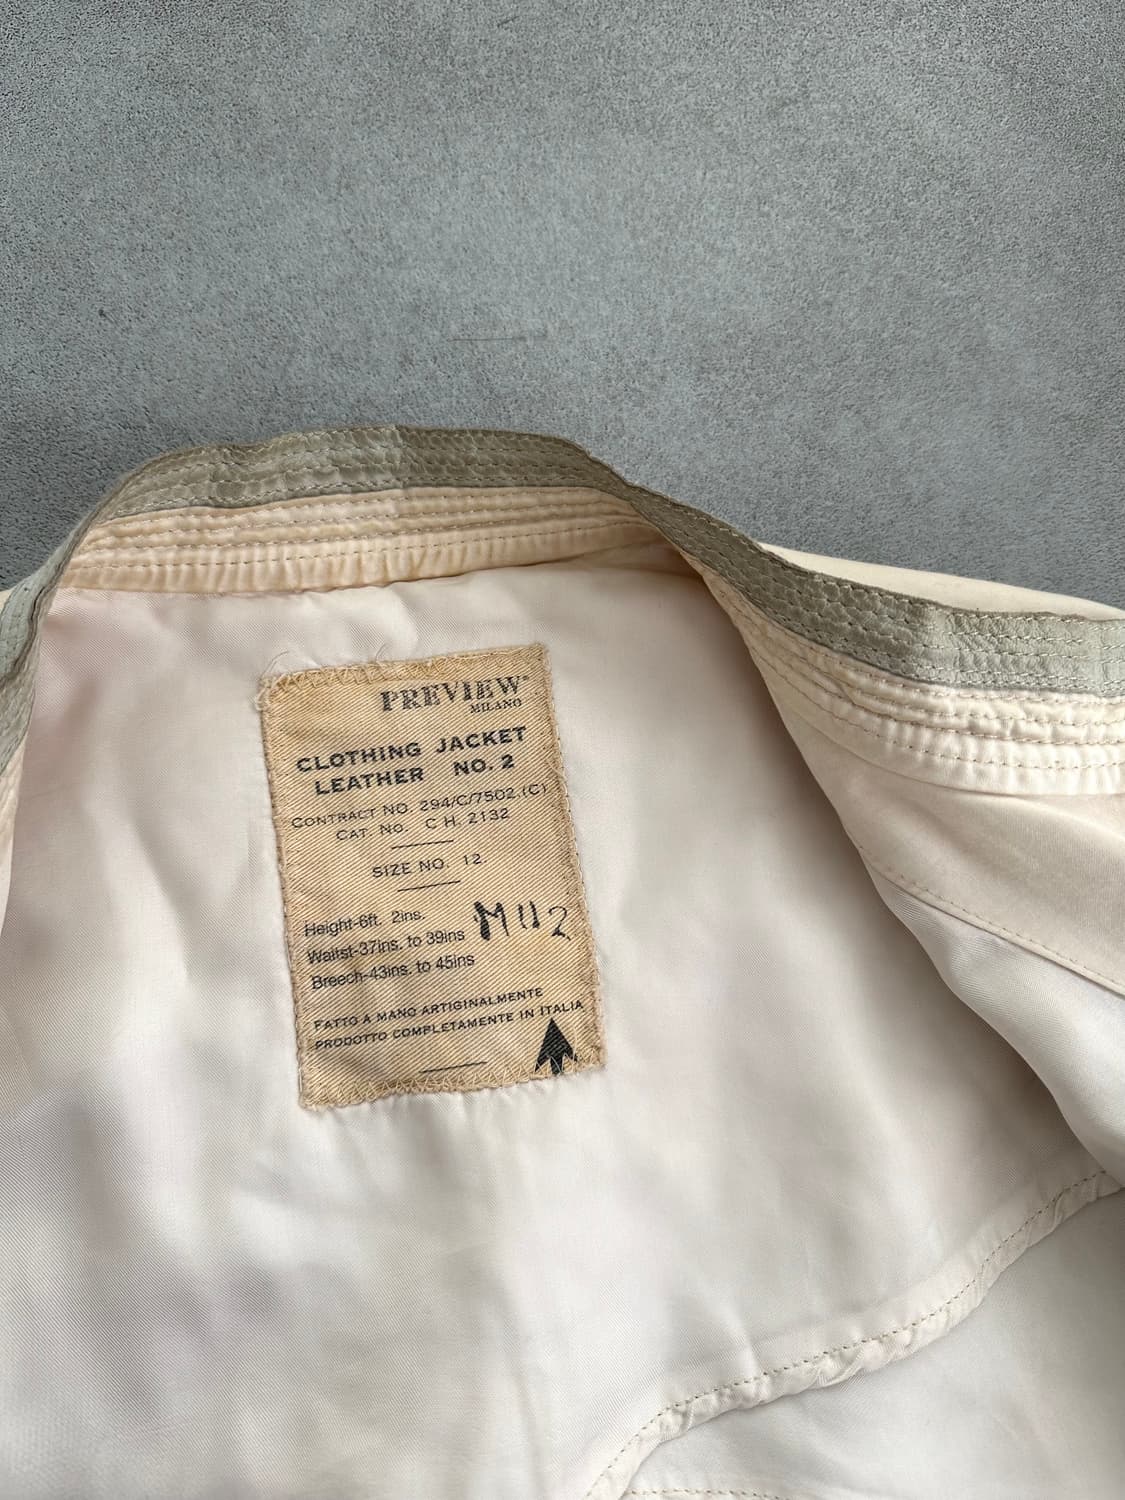 PREVIEW
MILANO
CLOTHING JACKET
LEATHER NO. 2
CONTRACT NO. 294/C/7502.(C)
CAT. NO. C H. 2132
SIZE NO. 12
Height-6ft. 2ins.
Waitst-37ins. to 39ins
Breech-43ins. to 45ins
M112
FATTO A MANO ARTIGINALMENTE
PRODOTTO COMPLETAMENTE IN ITALIA